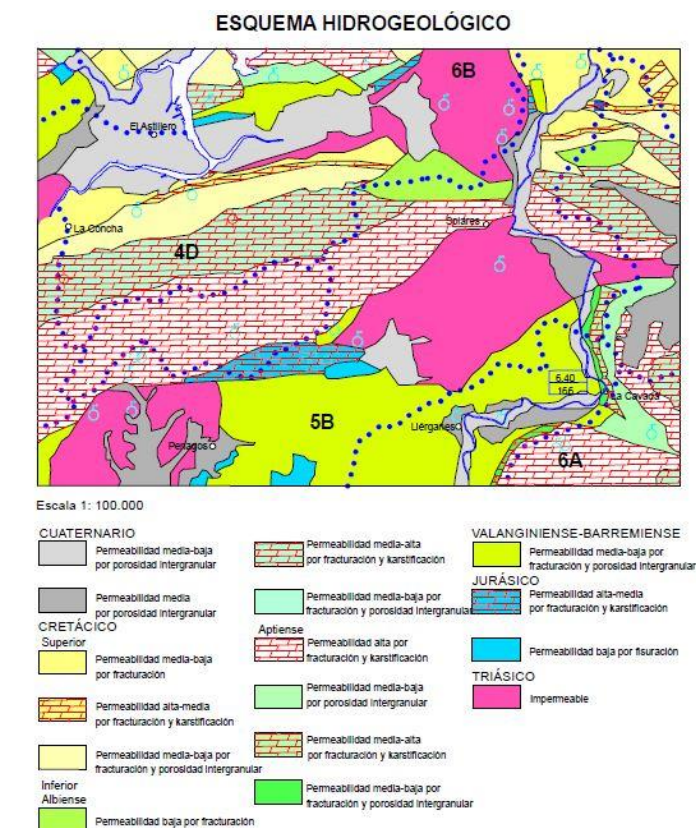 ESQUEMA HIDROGEOLÓGICO
6B
El Astillero
La Concha
Solares
4D
6.40
166
La Cavada
5B
Liérganes
Penagos
6A
Escala 1: 100.000
CUATERNARIO
Permeabilidad media-baja
por porosidad intergranular
Permeabilidad media
por porosidad intergranular
CRETÁCICO
Superior
Permeabilidad media-baja
por fracturación
Permeabilidad alta-media
por fracturación y karstificación
Permeabilidad media-baja por
fracturación y porosidad intergranular
Inferior
Albiense
Permeabilidad baja por fracturación
Permeabilidad media-alta
por fracturación y karstificación
Permeabilidad media-baja por
fracturación y porosidad intergranular
Aptiense
Permeabilidad alta por
fracturación y karstificación
Permeabilidad media-baja
por porosidad intergranular
Permeabilidad media-alta
por fracturación y karstificación
Permeabilidad media-baja por
fracturación y porosidad intergranular
VALANGINIENSE-BARREMIENSE
Permeabilidad media-baja por
fracturación y porosidad intergranular
JURÁSICO
Permeabilidad alta-media
por fracturación y karstificación
Permeabilidad baja por fisuración
TRIÁSICO
Impermeable